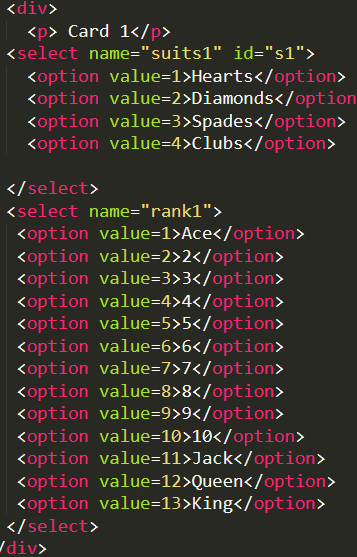 <div>
<p> Card 1</p>
<select name="suits1" id="s1">
<option value=1>Hearts</option>
<option value=2>Diamonds</option
<option value=3>Spades</option>
<option value=4>Clubs</option>
</select>
<select name="rank1">
<option value=1>Ace</option>
<option value=2>2</option>
<option value=3>3</option>
<option value=4>4</option>
<option value=5>5</option>
<option value=6>6</option>
<option value=7>7</option>
<option value=8>8</option>
<option value=9>9</option>
<option value=10>10</option>
<option value=11>Jack</option>
<option value=12>Queen</option>
<option value=13>King</option>
</select>
/div>